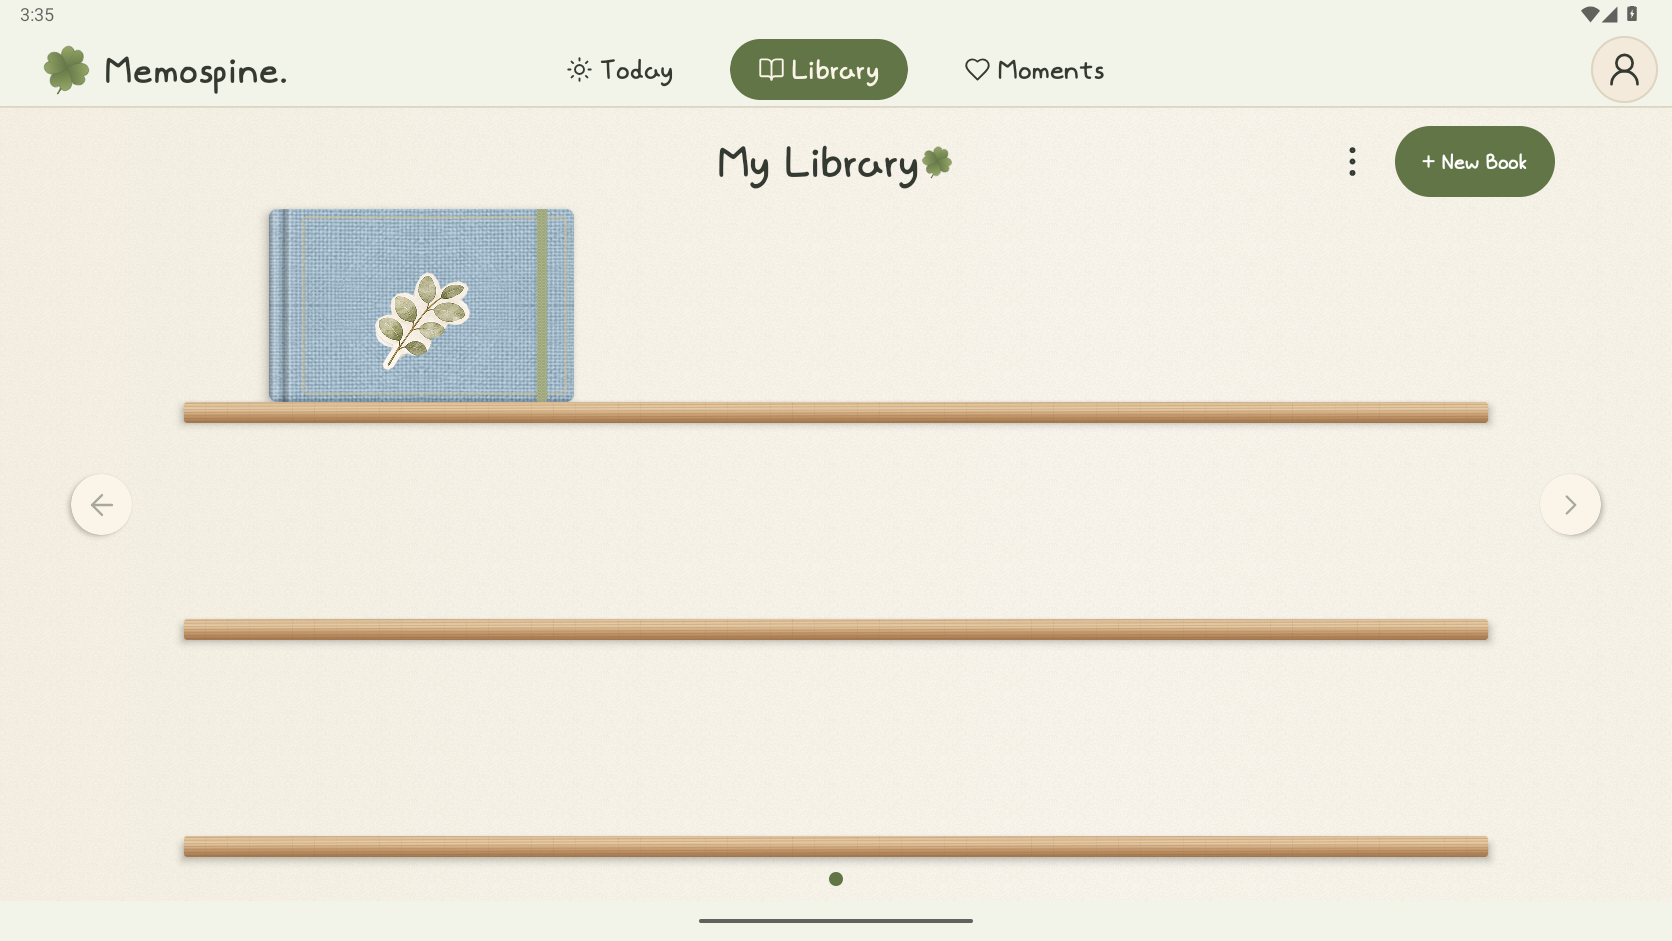 3:35
Memospine.
Today
Library
Moments
My Library
+ New Book